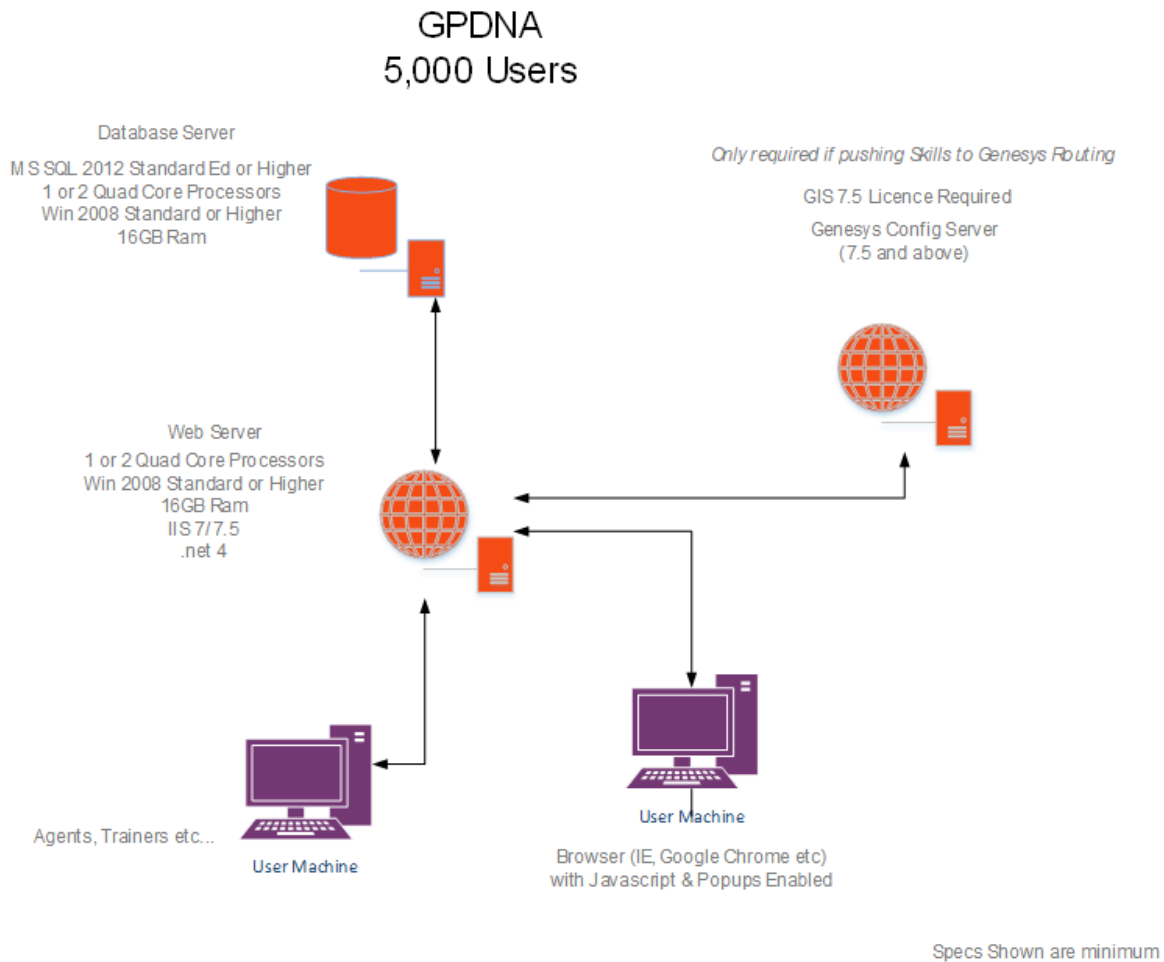 GPDNA
5,000 Users
Database Server
MS SQL 2012 Standard Ed or Higher
1 or 2 Quad Core Processors
Win 2008 Standard or Higher
16GB Ram
Only required if pushing Skills to Genesys Routing
GIS 7.5 Licence Required
Genesys Config Server
(7.5 and above)
Web Server
1 or 2 Quad Core Processors
Win 2008 Standard or Higher
16GB Ram
IIS 7/7.5
.net 4
Agents, Trainers etc...
User Machine
User Machine
Browser (IE, Google Chrome etc)
with Javascript & Popups Enabled
Specs Shown are minimum